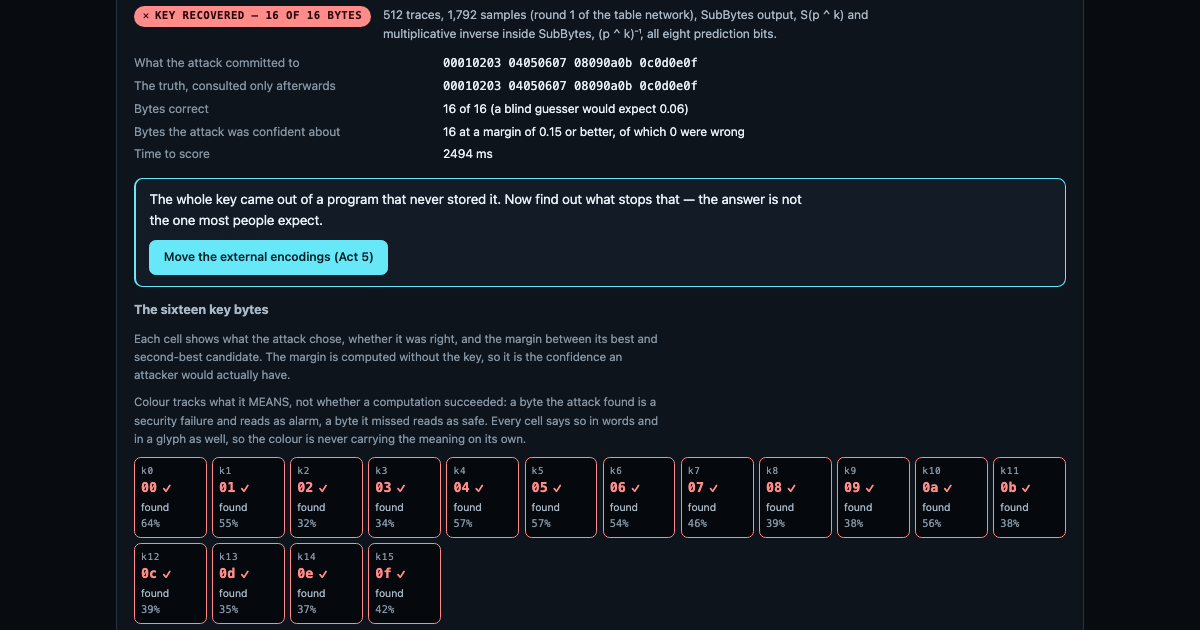 × KEY RECOVERED — 16 OF 16 BYTES
512 traces, 1,792 samples (round 1 of the table network), SubBytes output, S(p ^ k) and
multiplicative inverse inside SubBytes, (p ^ k)⁻¹, all eight prediction bits.
What the attack committed to 00010203 04050607 08090a0b 0c0d0e0f
The truth, consulted only afterwards 00010203 04050607 08090a0b 0c0d0e0f
Bytes correct 16 of 16 (a blind guesser would expect 0.06)
Bytes the attack was confident about 16 at a margin of 0.15 or better, of which 0 were wrong
Time to score 2494 ms
The whole key came out of a program that never stored it. Now find out what stops that — the answer is not
the one most people expect.
Move the external encodings (Act 5)
The sixteen key bytes
Each cell shows what the attack chose, whether it was right, and the margin between its best and
second-best candidate. The margin is computed without the key, so it is the confidence an
attacker would actually have.
Colour tracks what it MEANS, not whether a computation succeeded: a byte the attack found is a
security failure and reads as alarm, a byte it missed reads as safe. Every cell says so in words and
in a glyph as well, so the colour is never carrying the meaning on its own.
k0 k1 k2 k3 k4 k5 k6 k7 k8 k9 k10 k11
00 ✓ 01 ✓ 02 ✓ 03 ✓ 04 ✓ 05 ✓ 06 ✓ 07 ✓ 08 ✓ 09 ✓ 0a ✓ 0b ✓
found found found found found found found found found found found found
64% 55% 32% 34% 57% 57% 54% 46% 39% 38% 56% 38%
k12 k13 k14 k15
0c ✓ 0d ✓ 0e ✓ 0f ✓
found found found found
39% 35% 37% 42%